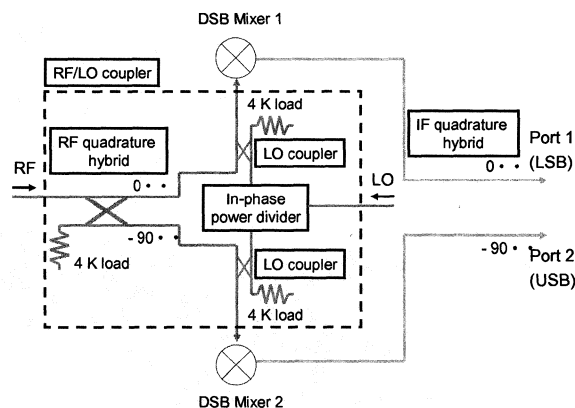 DSB Mixer 1
RF/LO coupler
4 K load
RF quadrature
hybrid
LO coupler
IF quadrature
hybrid
Port 1
(LSB)
RF
0 · ·
0 · ·
In-phase
power divider
LO
- 90 · ·
4 K load
LO coupler
- 90 · ·
Port 2
(USB)
4 K load
DSB Mixer 2